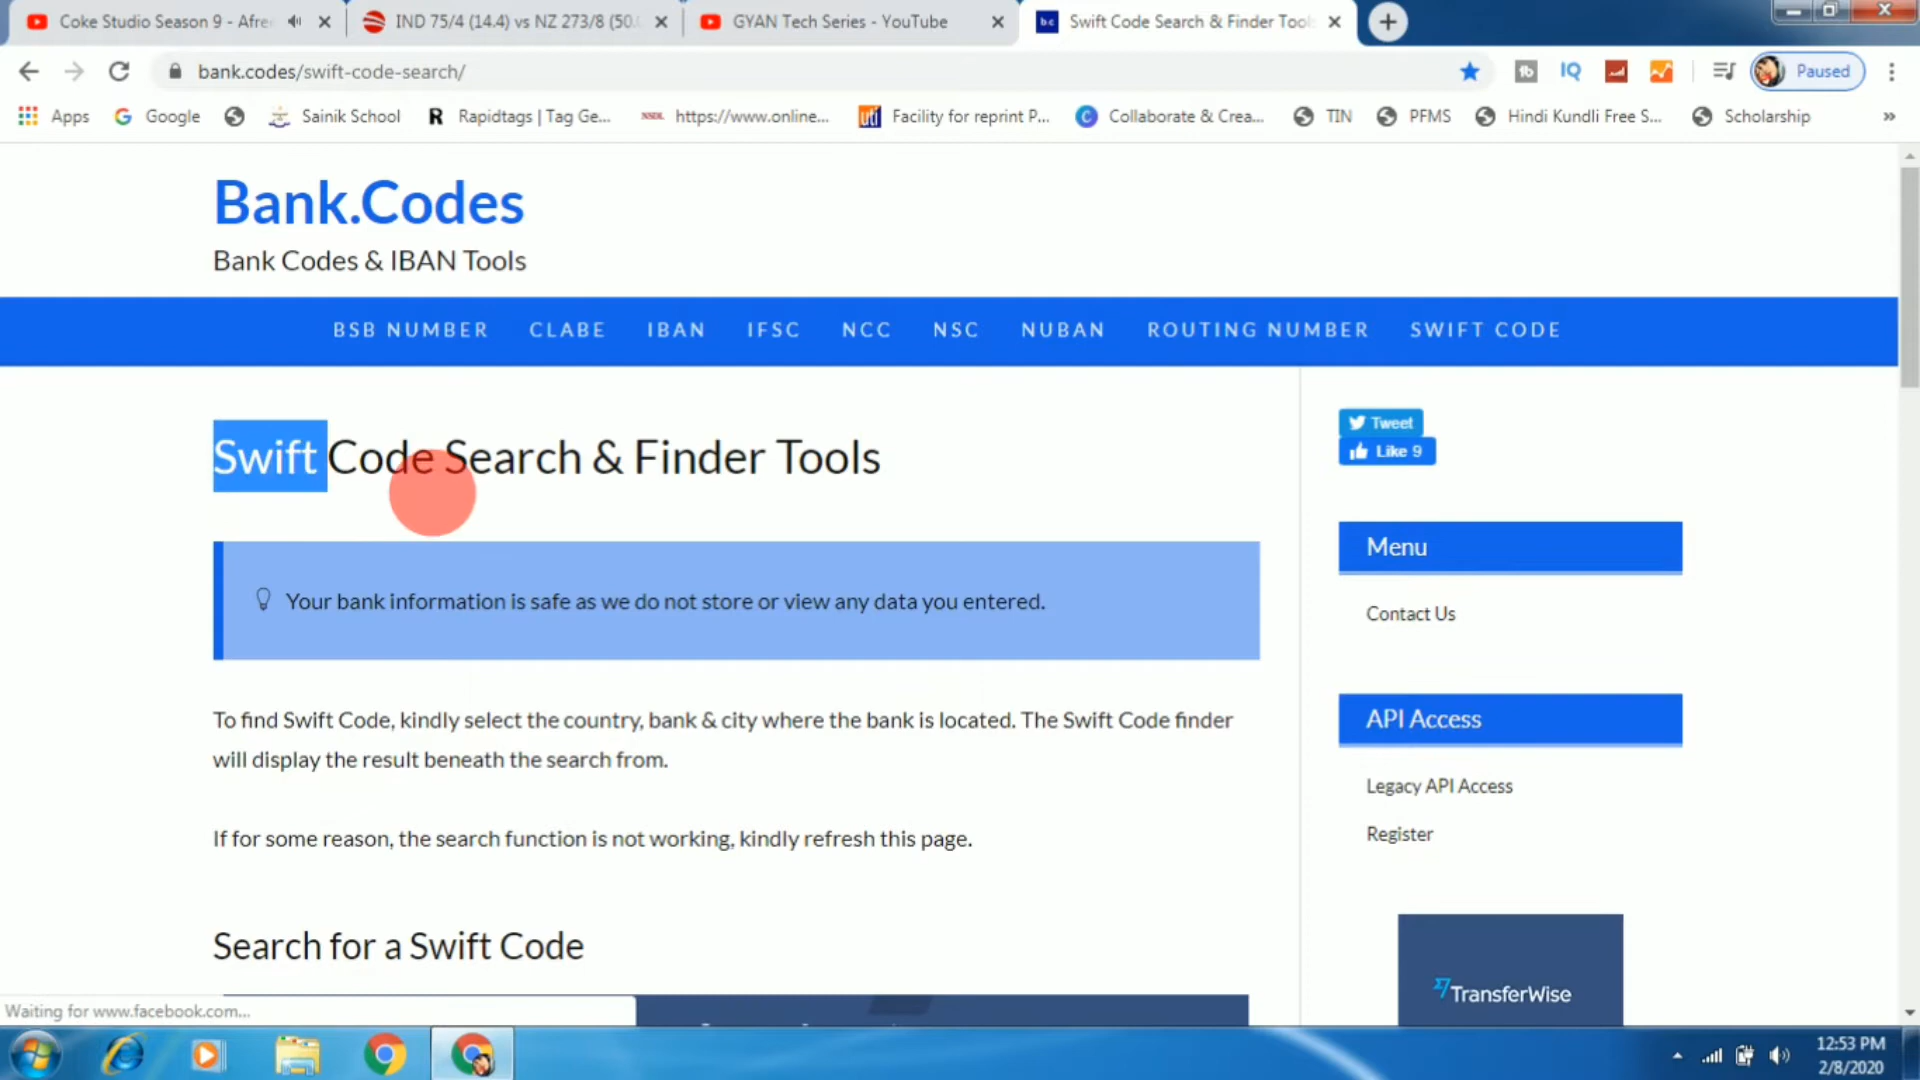 Coke Studio Season 9 - Afre
IND 75/4 (14.4) vs NZ 273/8 (50.
GYAN Tech Series - YouTube
Swift Code Search & Finder Tool
bank.codes/swift-code-search/
IQ
Paused
Apps
Google
Sainik School
R Rapidtags | Tag Ge...
NSDL https://www.online...
uti Facility for reprint P...
C Collaborate & Crea...
TIN
PFMS
Hindi Kundli Free S...
Scholarship
»
Bank.Codes
Bank Codes & IBAN Tools
BSB NUMBER CLABE IBAN IFSC NCC NSC NUBAN ROUTING NUMBER SWIFT CODE
Swift Code Search & Finder Tools
Tweet
Like 9
Your bank information is safe as we do not store or view any data you entered.
Menu
Contact Us
To find Swift Code, kindly select the country, bank & city where the bank is located. The Swift Code finder
will display the result beneath the search from.
API Access
Legacy API Access
If for some reason, the search function is not working, kindly refresh this page.
Register
Search for a Swift Code
TransferWise
Waiting for www.facebook.com...
12:53 PM
2/8/2020